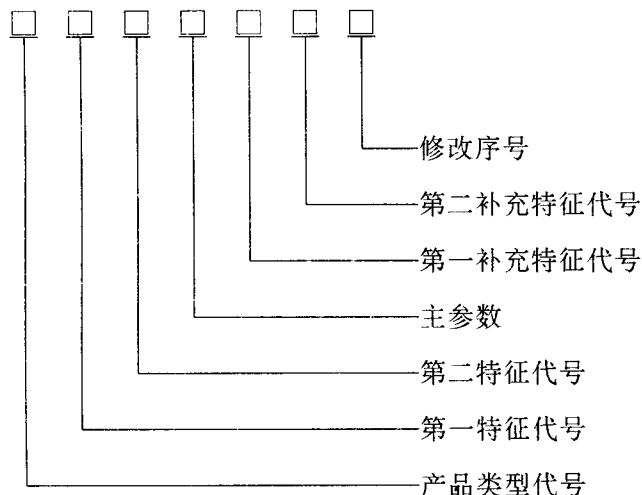 修改序号
第二补充特征代号
第一补充特征代号
主参数
第二特征代号
第一特征代号
产品类型代号